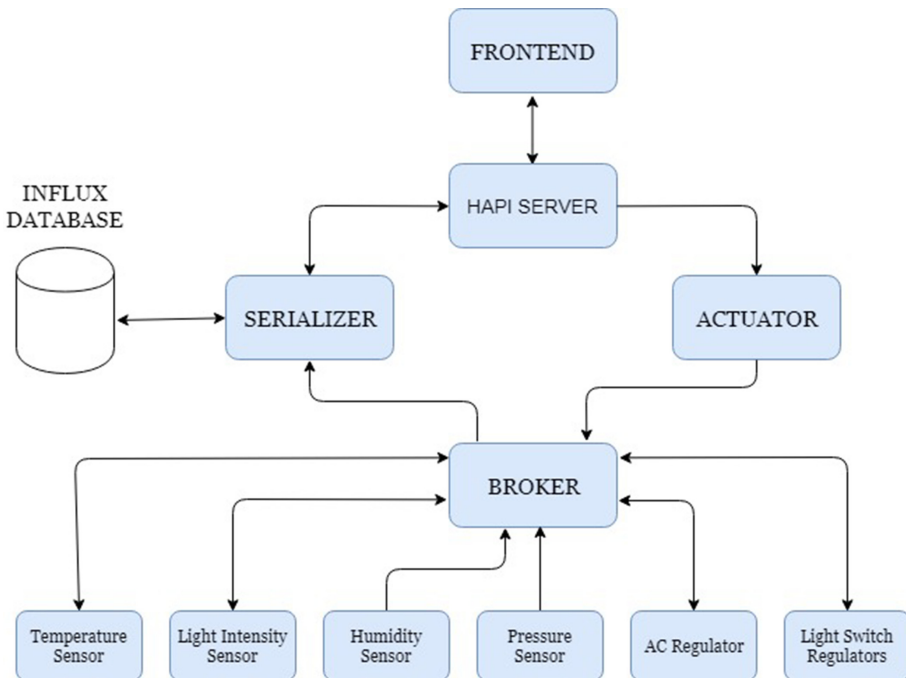 FRONTEND
HAPI SERVER
INFLUX
DATABASE
SERIALIZER
ACTUATOR
BROKER
Temperature
Sensor
Light Intensity
Sensor
Humidity
Sensor
Pressure
Sensor
AC Regulator
Light Switch
Regulators